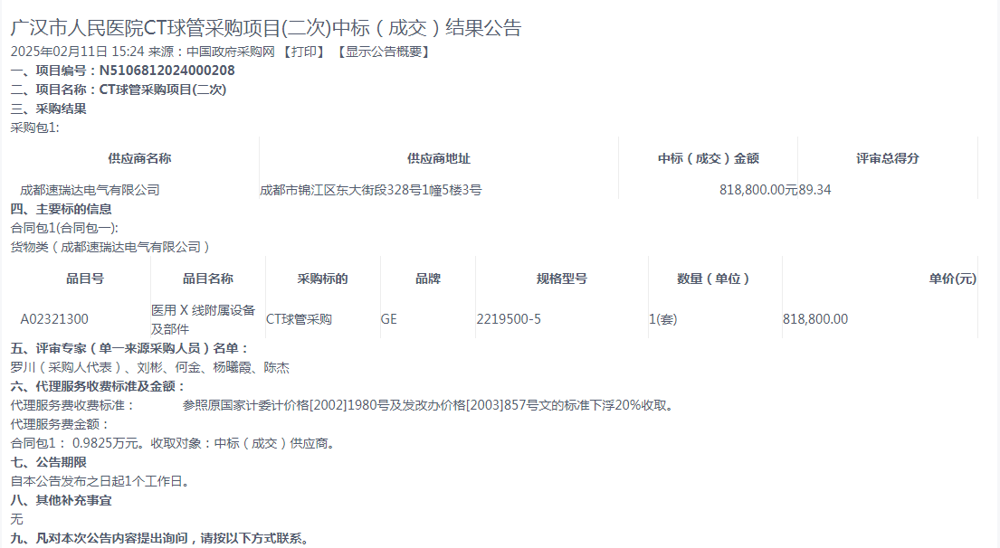 广汉市人民医院CT球管采购项目(二次)中标（成交）结果公告
2025年02月11日 15:24 来源：中国政府采购网 【打印】 【显示公告概要】
一、项目编号：N5106812024000208
二、项目名称：CT球管采购项目(二次)
三、采购结果
采购包1:
供应商名称 供应商地址 中标（成交）金额 评审总得分
成都速瑞达电气有限公司 成都市锦江区东大街段328号1幢5楼3号 818,800.00元 89.34
四、主要标的信息
合同包1(合同包一):
货物类（成都速瑞达电气有限公司）
品目号 品目名称 采购标的 品牌 规格型号 数量（单位） 单价(元)
A02321300 医用 X 线附属设备及部件 CT球管采购 GE 2219500-5 1(套) 818,800.00
五、评审专家（单一来源采购人员）名单：
罗川（采购人代表）、刘彬、何金、杨曦霞、陈杰
六、代理服务收费标准及金额：
代理服务费收费标准： 参照原国家计委计价格[2002]1980号及发改办价格[2003]857号文的标准下浮20%收取。
代理服务费金额：
合同包1： 0.9825万元。收取对象：中标（成交）供应商。
七、公告期限
自本公告发布之日起1个工作日。
八、其他补充事宜
无
九、凡对本次公告内容提出询问，请按以下方式联系。